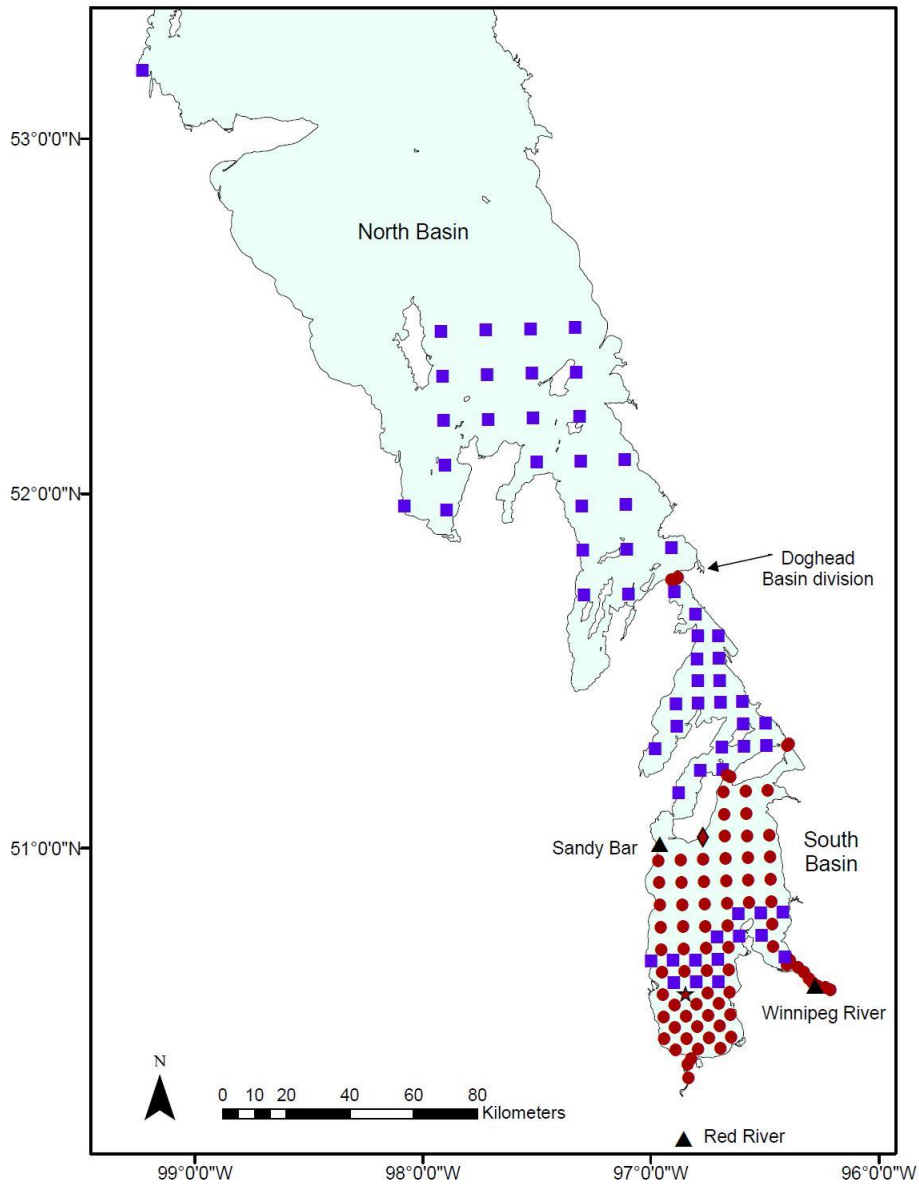 53°0'0"N
North Basin
52°0'0"N
Doghead
Basin division
51°0'0"N
Sandy Bar
South
Basin
Winnipeg River
N
0 10 20 40 60 80
Kilometers
Red River
99°0'0"W 98°0'0"W 97°0'0"W 96°0'0"W